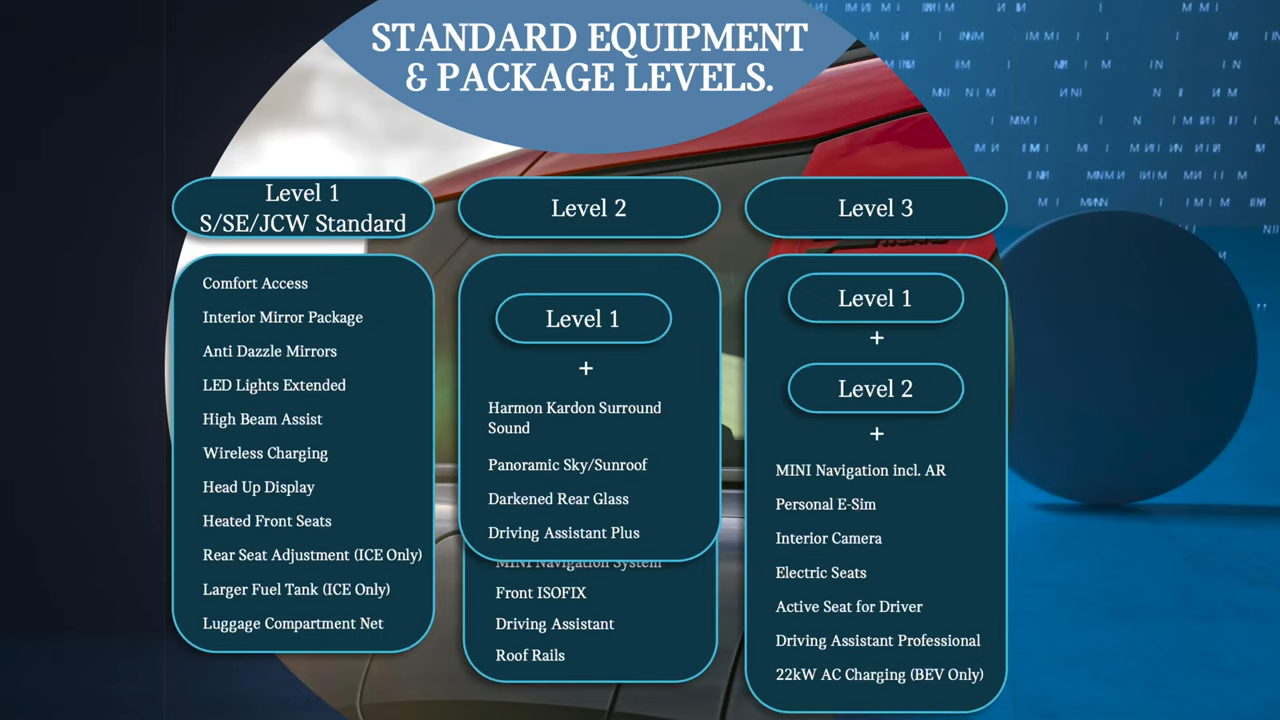 STANDARD EQUIPMENT
& PACKAGE LEVELS.
Level 1
S/SE/JCW Standard
Comfort Access
Interior Mirror Package
Anti Dazzle Mirrors
LED Lights Extended
High Beam Assist
Wireless Charging
Head Up Display
Heated Front Seats
Rear Seat Adjustment (ICE Only)
Larger Fuel Tank (ICE Only)
Luggage Compartment Net
Level 2
Level 1
+
Harmon Kardon Surround
Sound
Panoramic Sky/Sunroof
Darkened Rear Glass
Driving Assistant Plus
MINI Navigation System
Front ISOFIX
Driving Assistant
Roof Rails
Level 3
Level 1
+
Level 2
+
MINI Navigation incl. AR
Personal E-Sim
Interior Camera
Electric Seats
Active Seat for Driver
Driving Assistant Professional
22kW AC Charging (BEV Only)